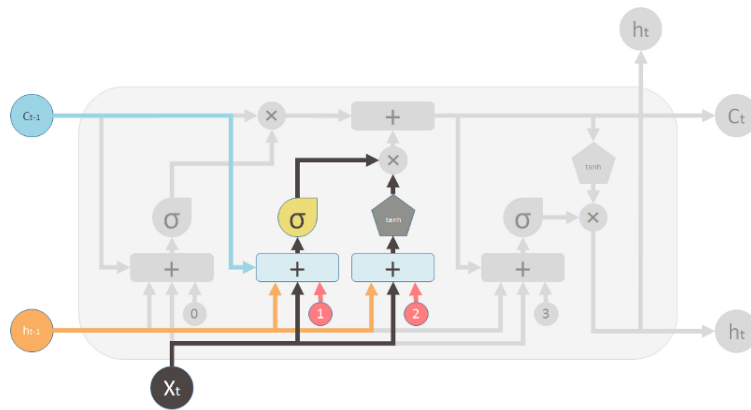 ht
Ct-1
×
+
Ct
×
tanh
tanh
σ
σ
σ
×
+
+
+
+
0
1
2
3
ht-1
ht
Xt